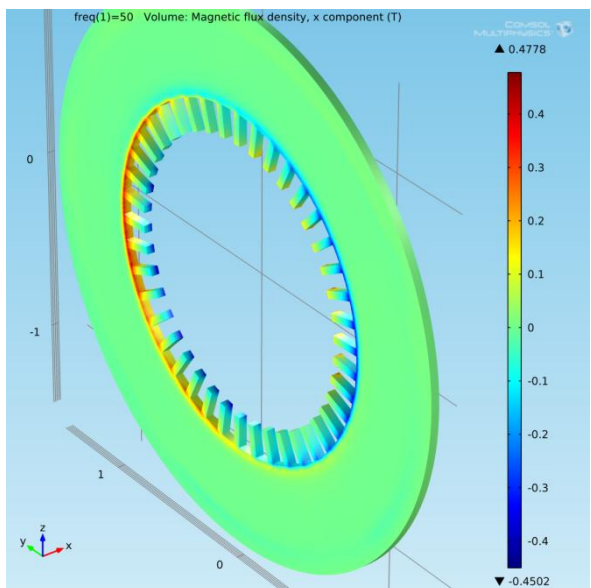 freq(1)=50 Volume: Magnetic flux density, x component (T)
COMSOL
MULTIPHYSICS
▲ 0.4778
0.4
0.3
0.2
0.1
0
-0.1
-0.2
-0.3
-0.4
▼ -0.4502
0
-1
1
0
z
y
x